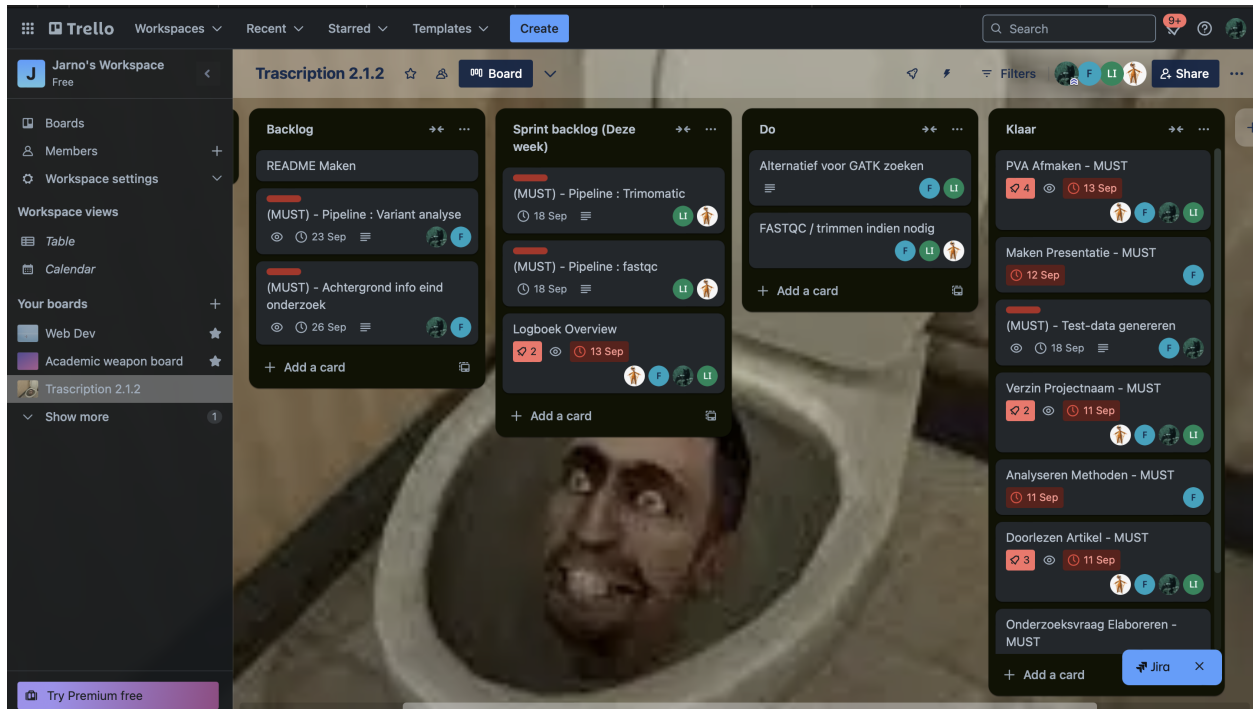 Trello
Workspaces
Recent
Starred
Templates
Create
Search
9+
J
Jarno's Workspace
Free
Trascription 2.1.2
Board
Filters
F
LI
Share
Boards
Members
Workspace settings
Workspace views
Table
Calendar
Your boards
Web Dev
Academic weapon board
Trascription 2.1.2
Show more
1
Try Premium free
Backlog
README Maken
(MUST) - Pipeline : Variant analyse
23 Sep
F
(MUST) - Achtergrond info eind
onderzoek
26 Sep
F
Add a card
Sprint backlog (Deze
week)
(MUST) - Pipeline : Trimomatic
18 Sep
LI
(MUST) - Pipeline : fastqc
18 Sep
LI
Logboek Overview
2
13 Sep
F
LI
Add a card
Do
Alternatief voor GATK zoeken
F
LI
FASTQC / trimmen indien nodig
F
LI
Add a card
Klaar
PVA Afmaken - MUST
4
13 Sep
F
LI
Maken Presentatie - MUST
12 Sep
F
(MUST) - Test-data genereren
18 Sep
F
Verzin Projectnaam - MUST
2
11 Sep
F
LI
Analyseren Methoden - MUST
11 Sep
F
Doorlezen Artikel - MUST
3
11 Sep
F
LI
Onderzoeksvraag Elaboreren -
MUST
Add a card
Jira